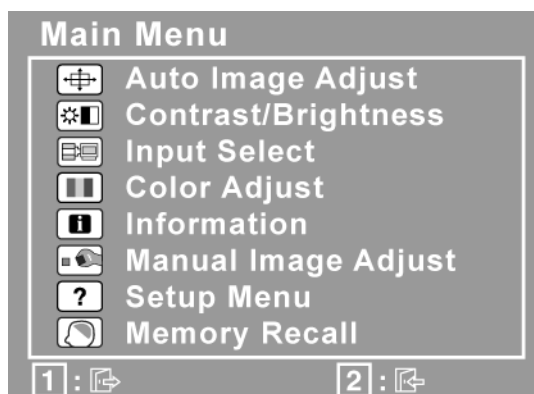 Main Menu
Auto Image Adjust
Contrast/Brightness
Input Select
Color Adjust
i Information
Manual Image Adjust
? Setup Menu
Memory Recall
1 : 2 :